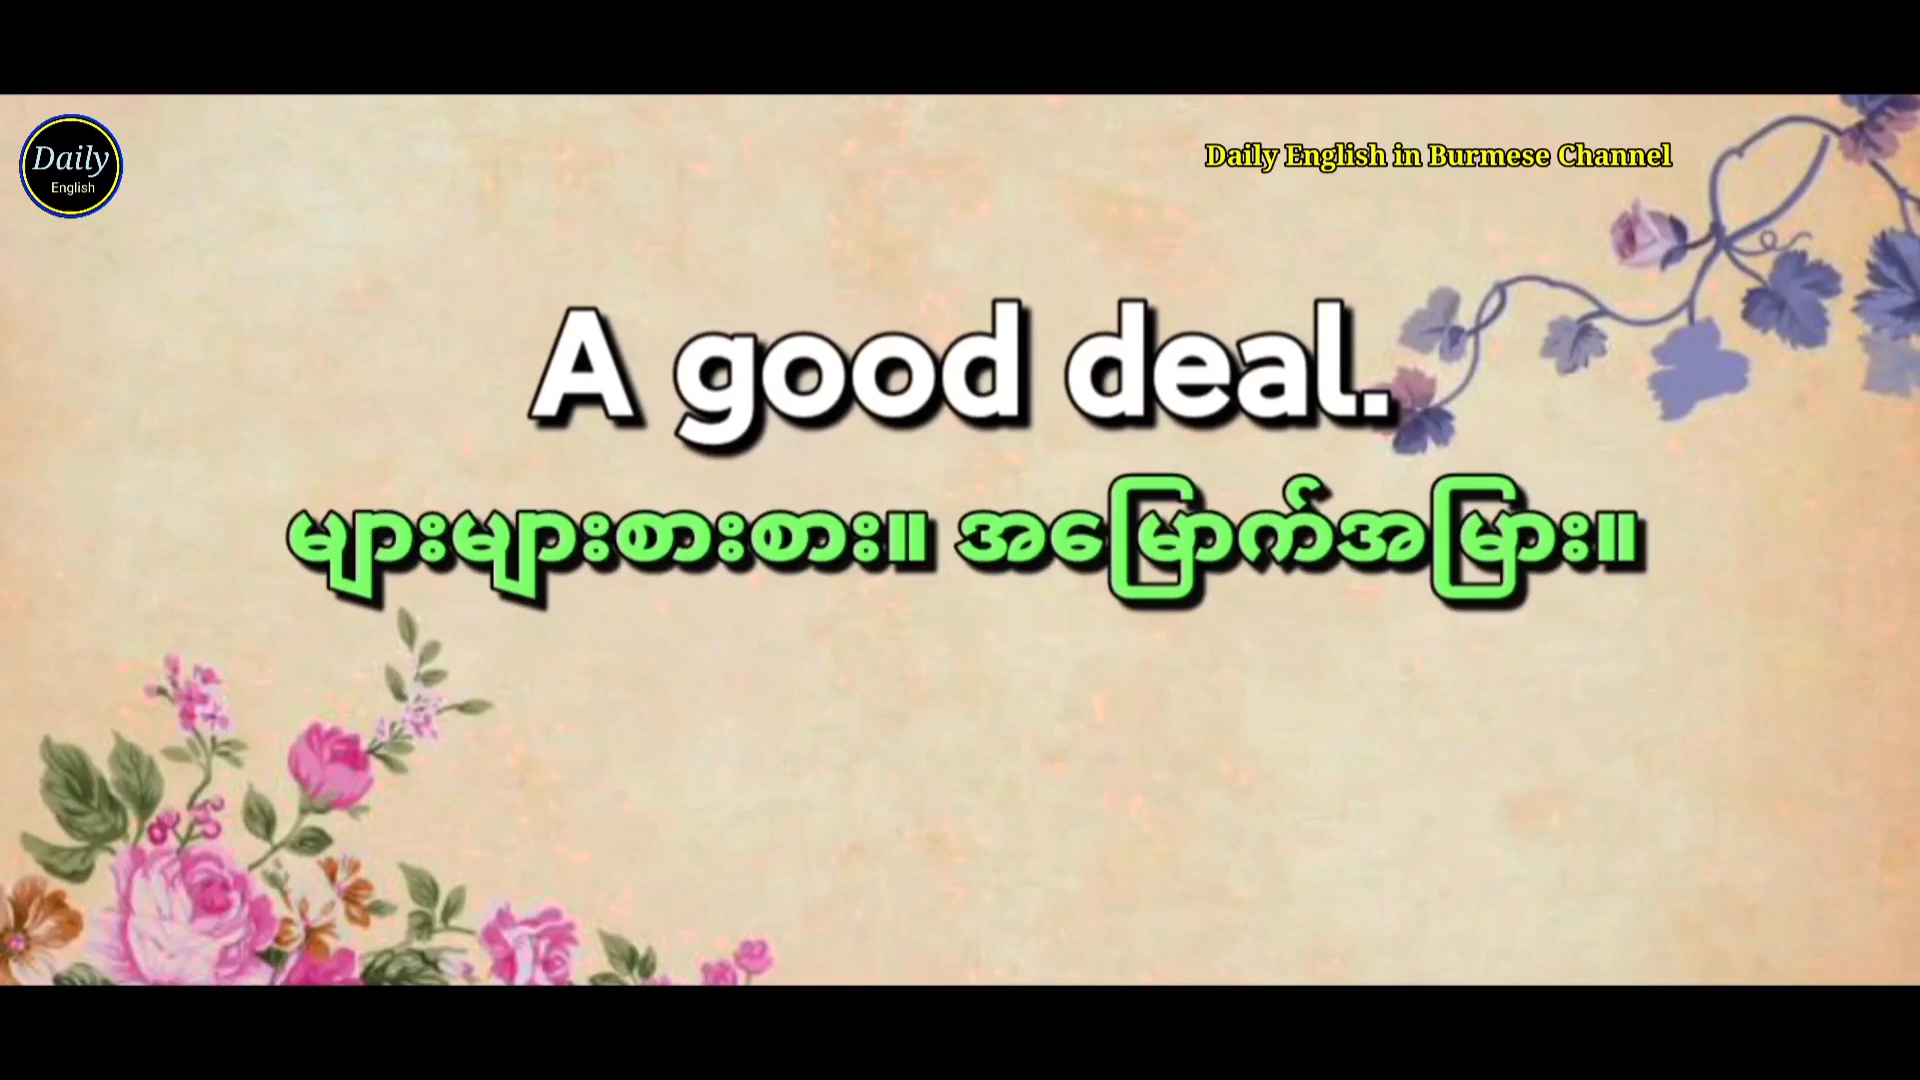 Daily
English
Daily English in Burmese Channel
A good deal.
များများစားစား။ အမြောက်အမြား။